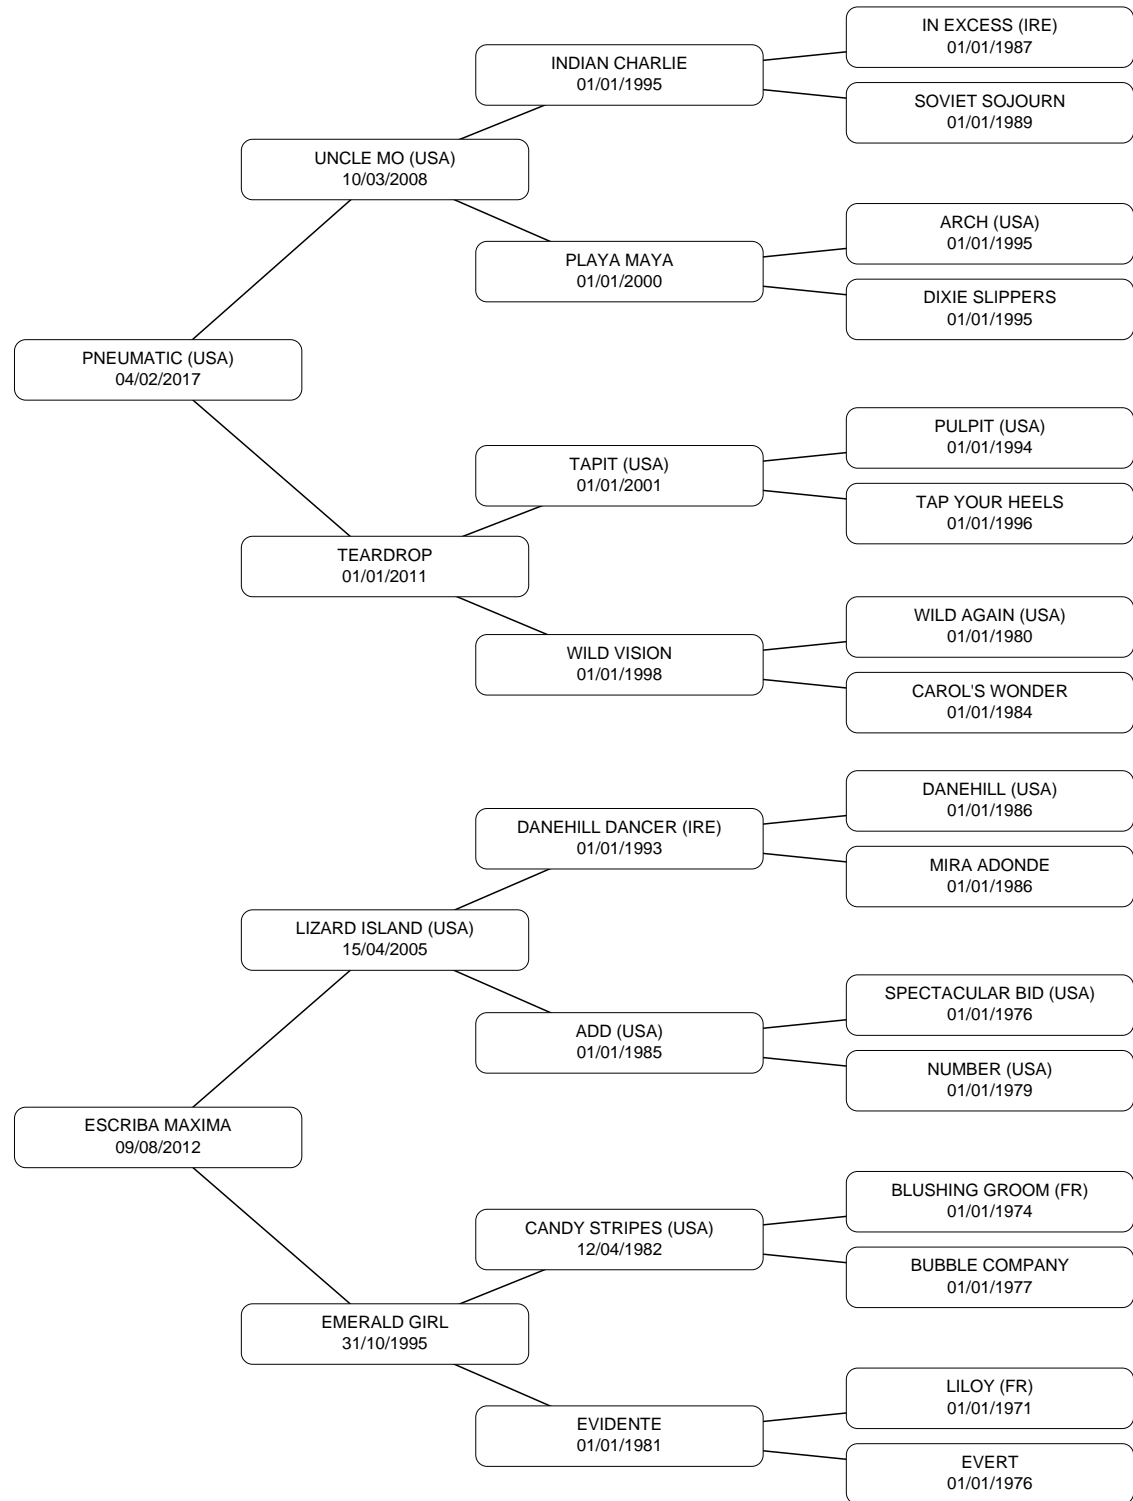 IN EXCESS (IRE)
01/01/1987
INDIAN CHARLIE
01/01/1995
SOVIET SOJOURN
01/01/1989
UNCLE MO (USA)
10/03/2008
ARCH (USA)
01/01/1995
PLAYA MAYA
01/01/2000
DIXIE SLIPPERS
01/01/1995
PNEUMATIC (USA)
04/02/2017
PULPIT (USA)
01/01/1994
TAPIT (USA)
01/01/2001
TAP YOUR HEELS
01/01/1996
TEARDROP
01/01/2011
WILD AGAIN (USA)
01/01/1980
WILD VISION
01/01/1998
CAROL'S WONDER
01/01/1984
DANEHILL (USA)
01/01/1986
DANEHILL DANCER (IRE)
01/01/1993
MIRA ADONDE
01/01/1986
LIZARD ISLAND (USA)
15/04/2005
SPECTACULAR BID (USA)
01/01/1976
ADD (USA)
01/01/1985
NUMBER (USA)
01/01/1979
ESCRIBA MAXIMA
09/08/2012
BLUSHING GROOM (FR)
01/01/1974
CANDY STRIPES (USA)
12/04/1982
BUBBLE COMPANY
01/01/1977
EMERALD GIRL
31/10/1995
LILOY (FR)
01/01/1971
EVIDENTE
01/01/1981
EVERT
01/01/1976